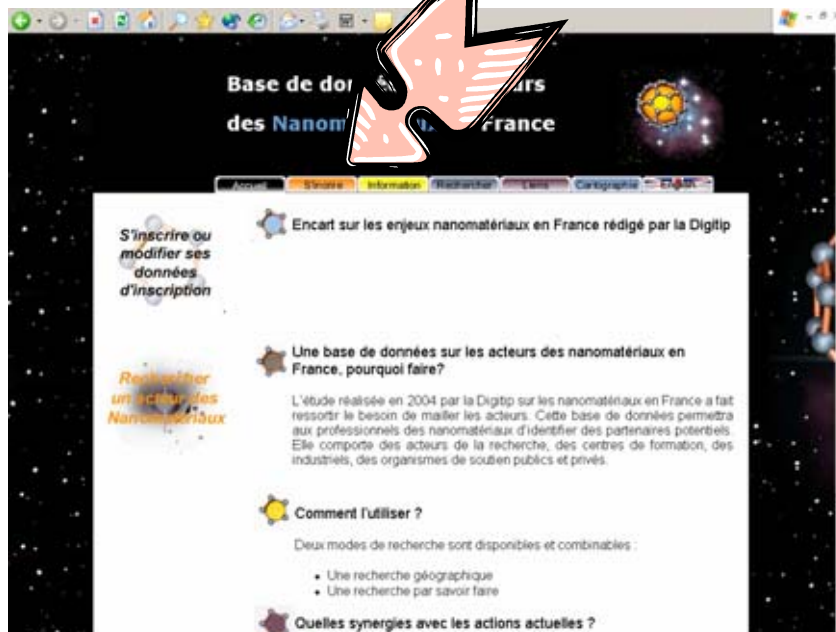 Base de
des Nanom France
Accueil S'inscrire Information Rechercher Liens Cartographie English
S'inscrire ou
modifier ses
données
d'inscription
Encart sur les enjeux nanomatériaux en France rédigé par la Digitip
Une base de données sur les acteurs des nanomatériaux en
France, pourquoi faire?
Rechercher
un acteur des
Nanomatériaux
L'étude réalisée en 2004 par la Digitip sur les nanomatériaux en France a fait
ressortir le besoin de mailler les acteurs. Cette base de données permettra
aux professionnels des nanomatériaux d'identifier des partenaires potentiels.
Elle comporte des acteurs de la recherche, des centres de formation, des
industriels, des organismes de soutien publics et privés.
Comment l'utiliser ?
Deux modes de recherche sont disponibles et combinables :
• Une recherche géographique
• Une recherche par savoir faire
Quelles synergies avec les actions actuelles ?